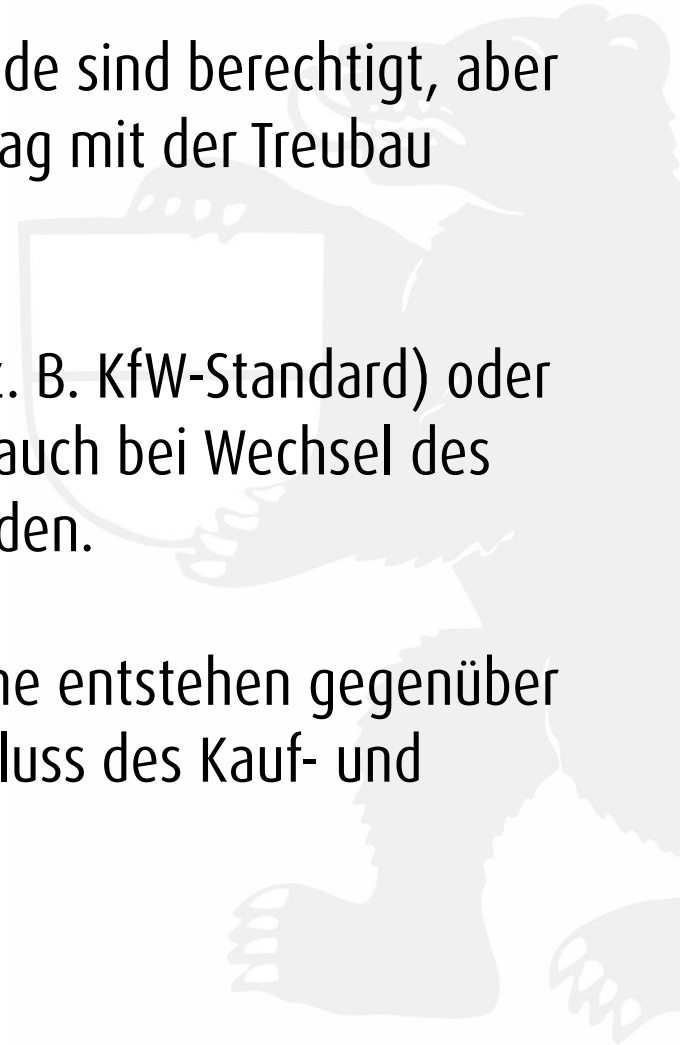 de sind berechtigt, aber
ag mit der Treubau
z. B. KfW-Standard) oder
auch bei Wechsel des
den.
ne entstehen gegenüber
luss des Kauf- und